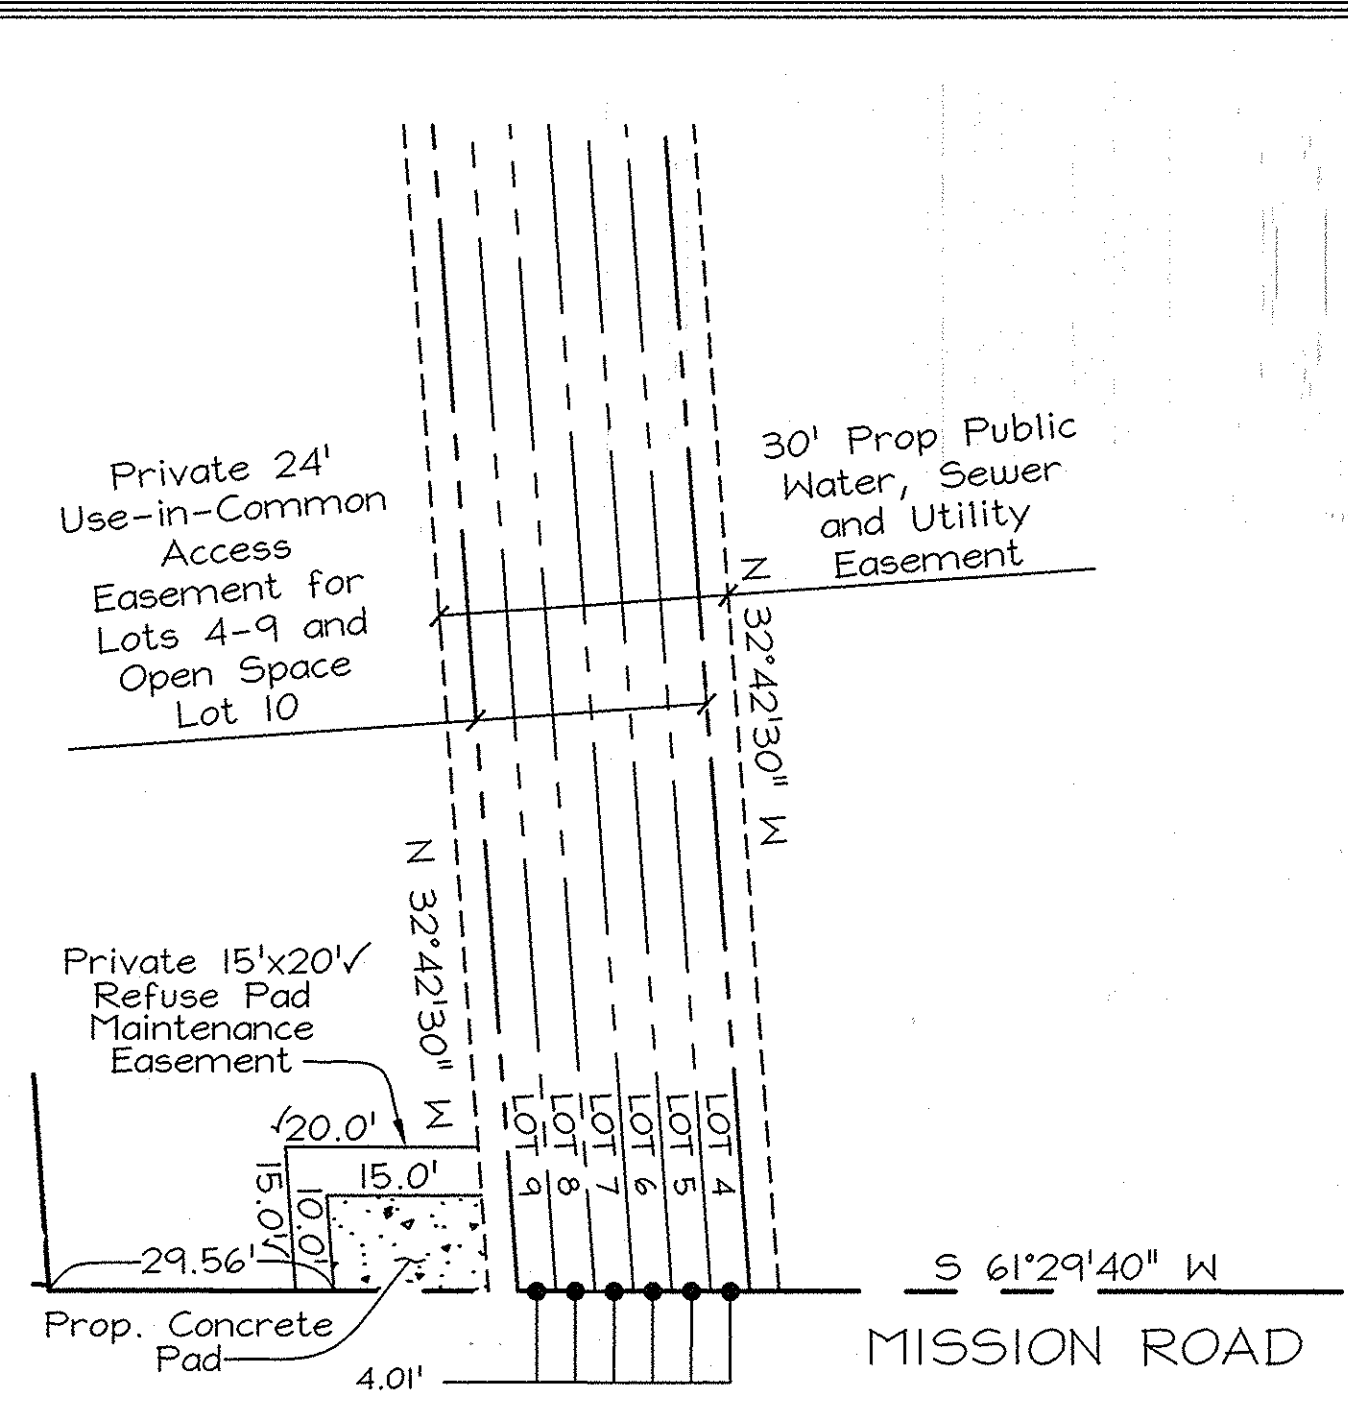 Private 24'
Use-in-Common
Access
Easement for
Lots 4-9 and
Open Space
Lot 10
30' Prop Public
Water, Sewer
and Utility
Easement
N 32°42'30" W
N 32°42'30" W
Private 15'x20'✓
Refuse Pad
Maintenance
Easement
✓20.0'
15.0'
15.0'✓
10.0'
29.56'
Prop. Concrete
Pad
4.01'
LOT 9
LOT 8
LOT 7
LOT 6
LOT 5
LOT 4
S 61°29'40" W
MISSION ROAD